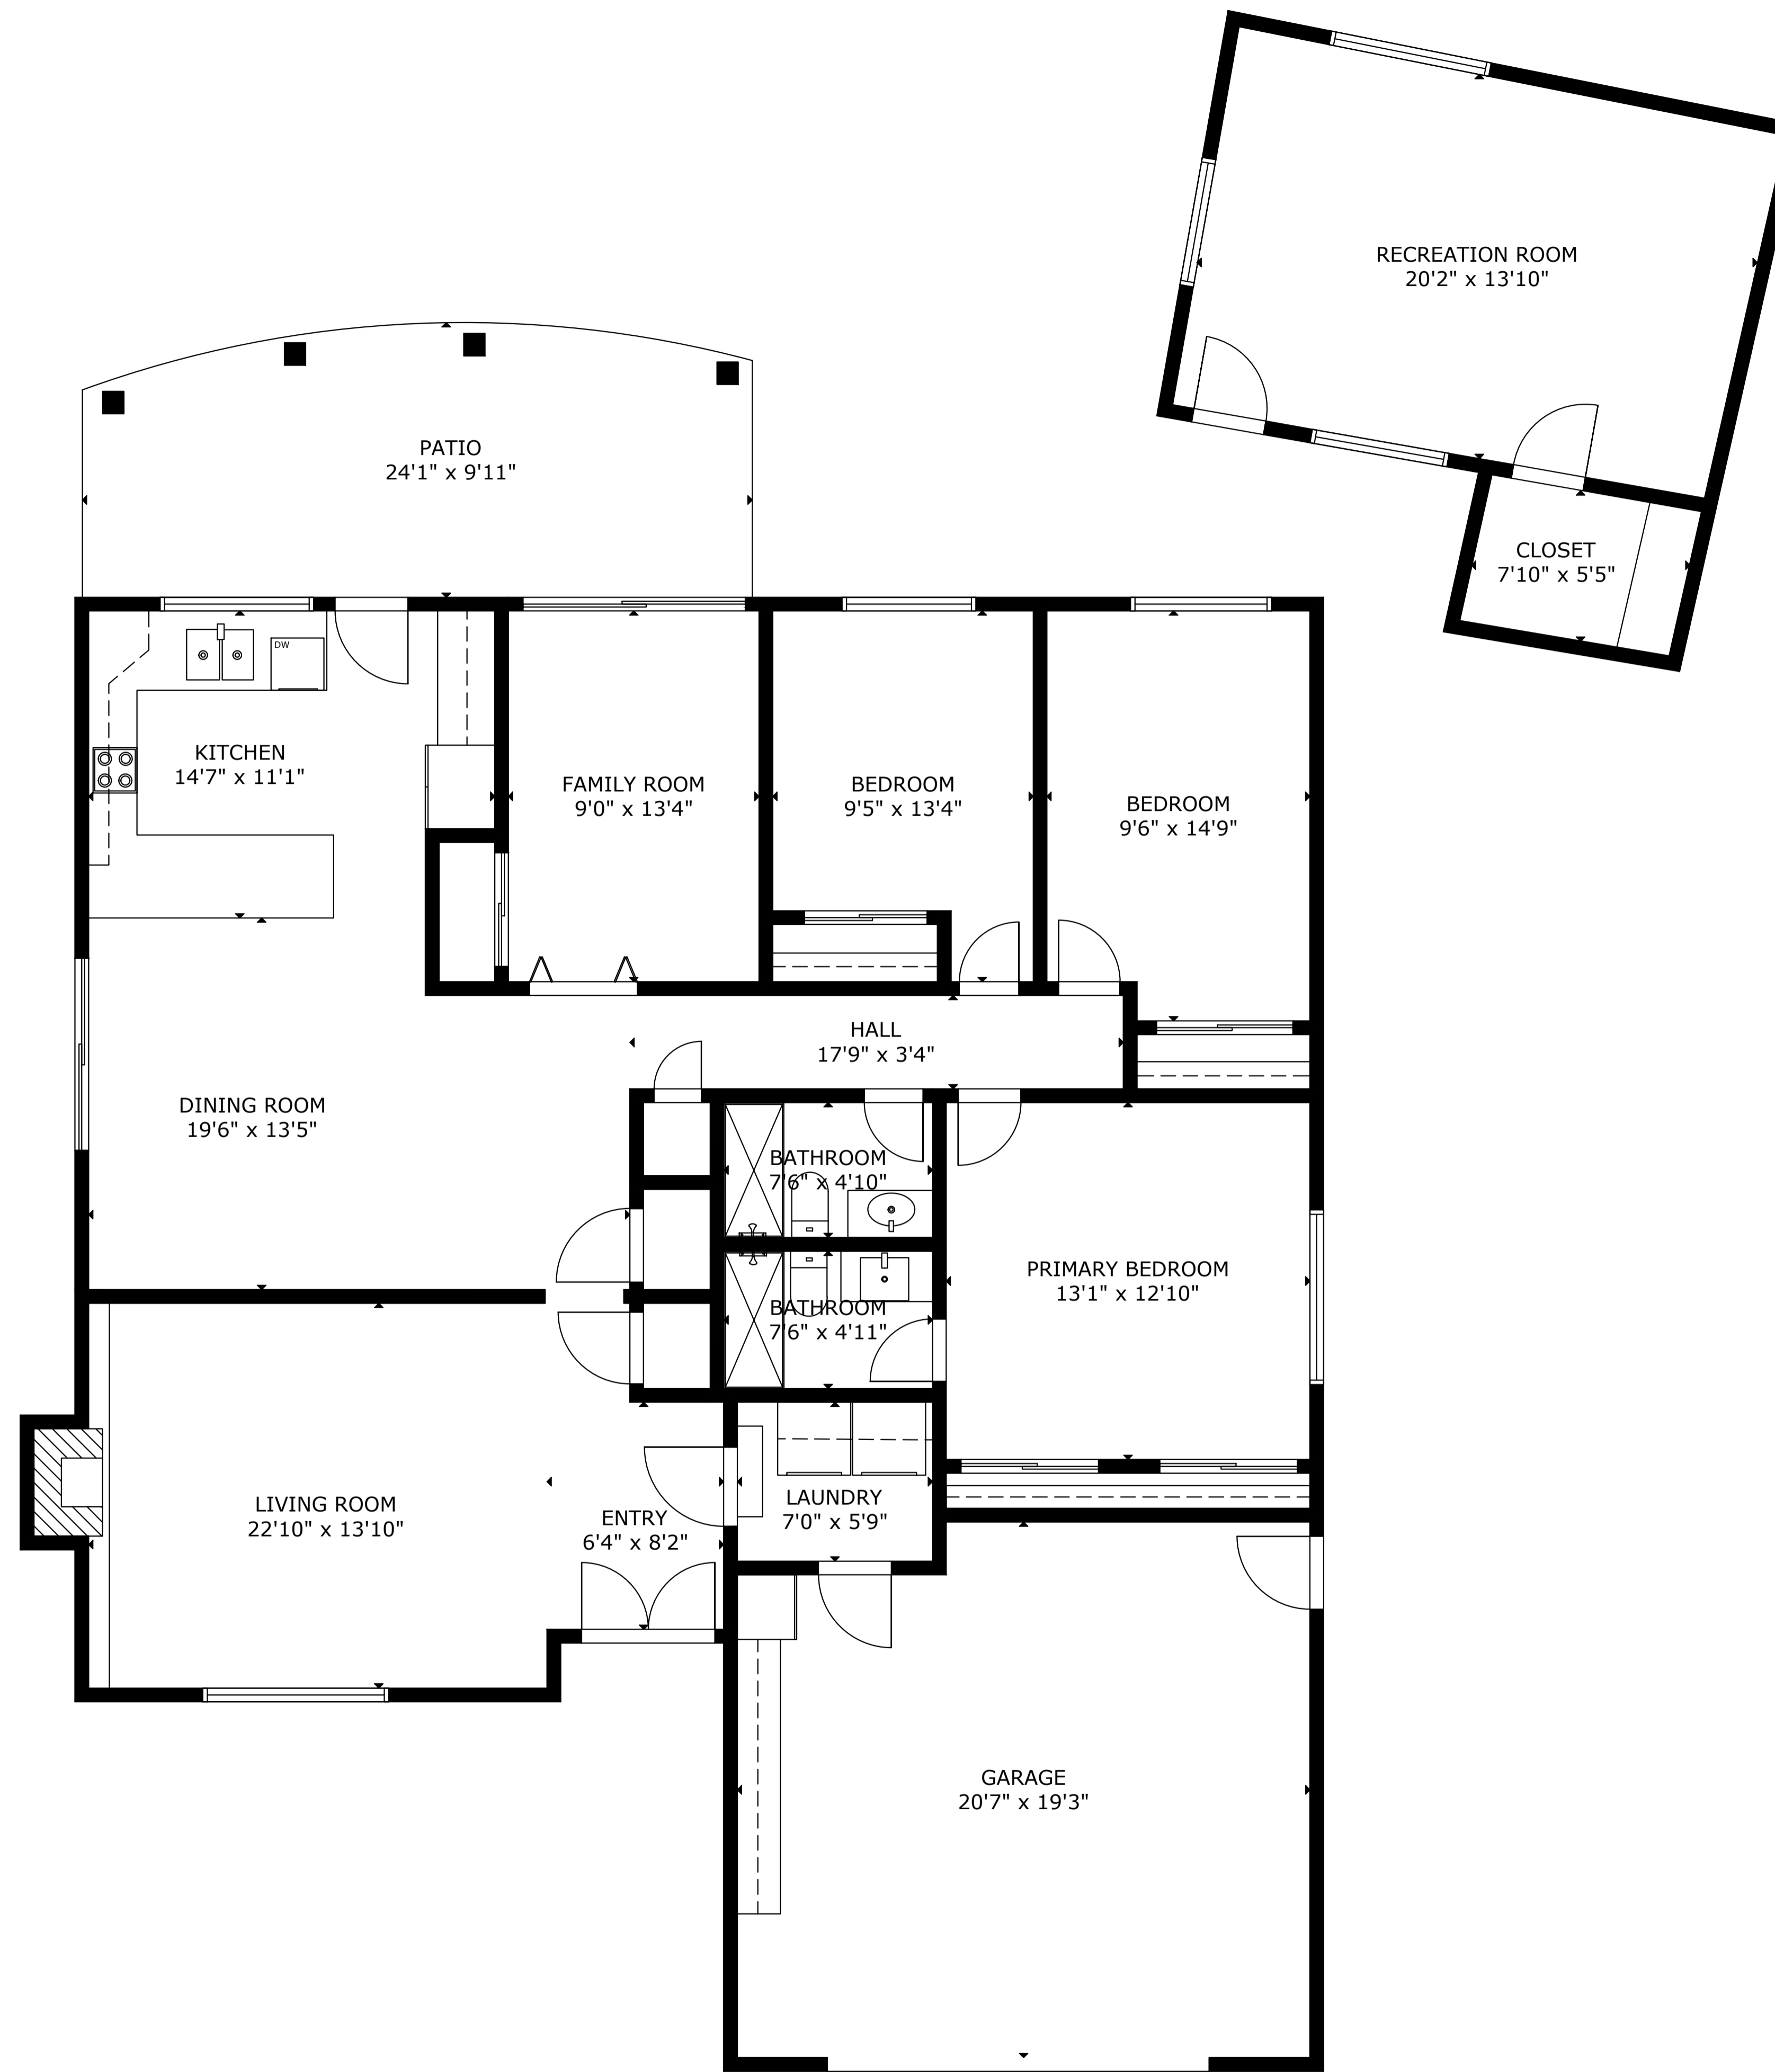 RECREATION ROOM
20'2" x 13'10"
PATIO
24'1" x 9'11"
CLOSET
7'10" x 5'5"
DW
KITCHEN
14'7" x 11'1"
FAMILY ROOM
9'0" x 13'4"
BEDROOM
9'5" x 13'4"
BEDROOM
9'6" x 14'9"
HALL
17'9" x 3'4"
DINING ROOM
19'6" x 13'5"
BATHROOM
7'6" x 4'10"
PRIMARY BEDROOM
13'1" x 12'10"
BATHROOM
7'6" x 4'11"
LIVING ROOM
22'10" x 13'10"
ENTRY
6'4" x 8'2"
LAUNDRY
7'0" x 5'9"
GARAGE
20'7" x 19'3"